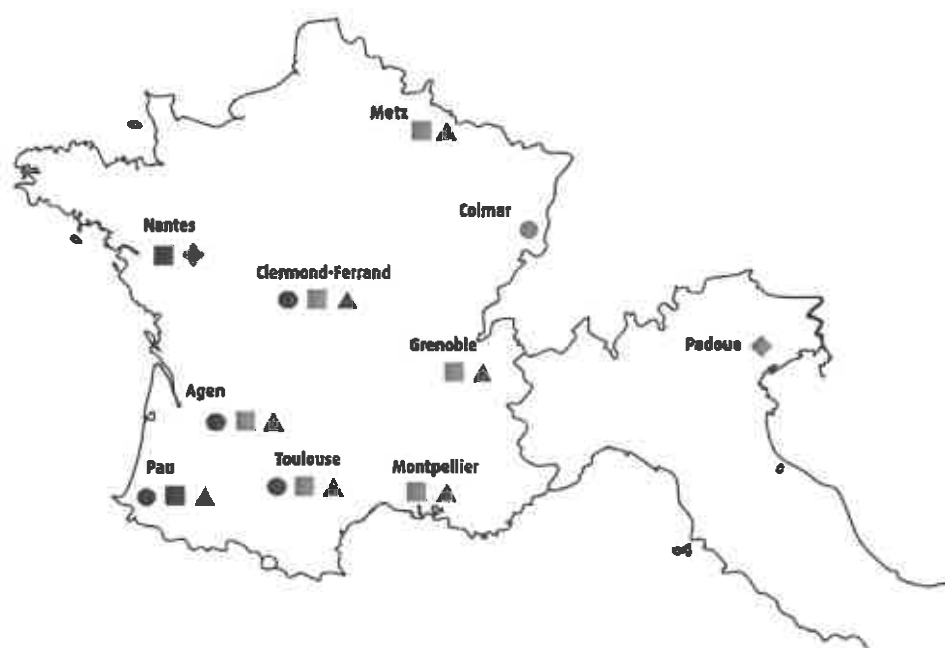 Metz
Colmar
Nantes
Clermond-Ferrand
Grenoble
Padoue
Agen
Pau
Toulouse
Montpellier